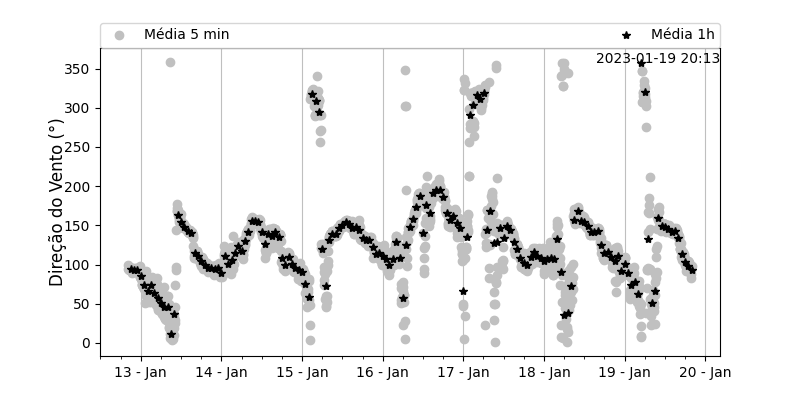 Média 5 min
Média 1h
2023-01-19 20:13
Direção do Vento (°)
350
300
250
200
150
100
50
0
13 - Jan
14 - Jan
15 - Jan
16 - Jan
17 - Jan
18 - Jan
19 - Jan
20 - Jan